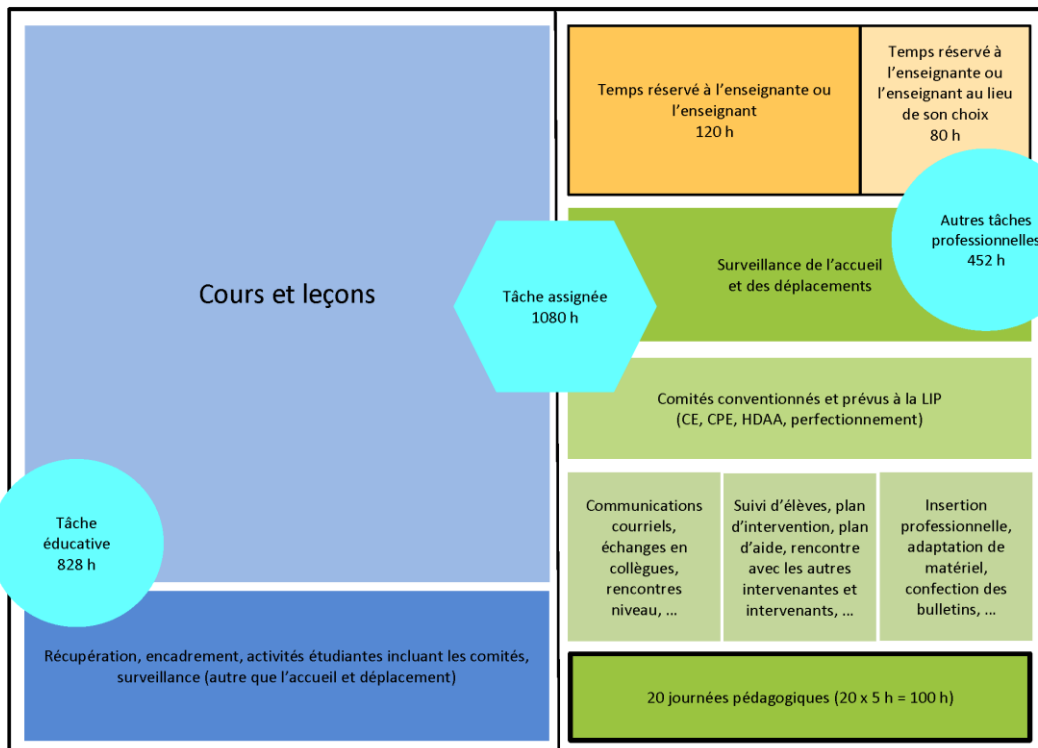 Cours et leçons
Tâche
éducative
828 h
Récupération, encadrement, activités étudiantes incluant les comités,
surveillance (autre que l'accueil et déplacement)
Tâche assignée
1080 h
Temps réservé à l'enseignante ou
l'enseignant
120 h
Temps réservé à
l'enseignante ou
l'enseignant au lieu
de son choix
80 h
Autres tâches
professionnelles
452 h
Surveillance de l'accueil
et des déplacements
Comités conventionnés et prévus à la LIP
(CE, CPE, HDAA, perfectionnement)
Communications
courriels,
échanges en
collègues,
rencontres
niveau, ...
Suivi d'élèves, plan
d'intervention, plan
d'aide, rencontre
avec les autres
intervenantes et
intervenants, ...
Insertion
professionnelle,
adaptation de
matériel,
confection des
bulletins, ...
20 journées pédagogiques (20 x 5 h = 100 h)